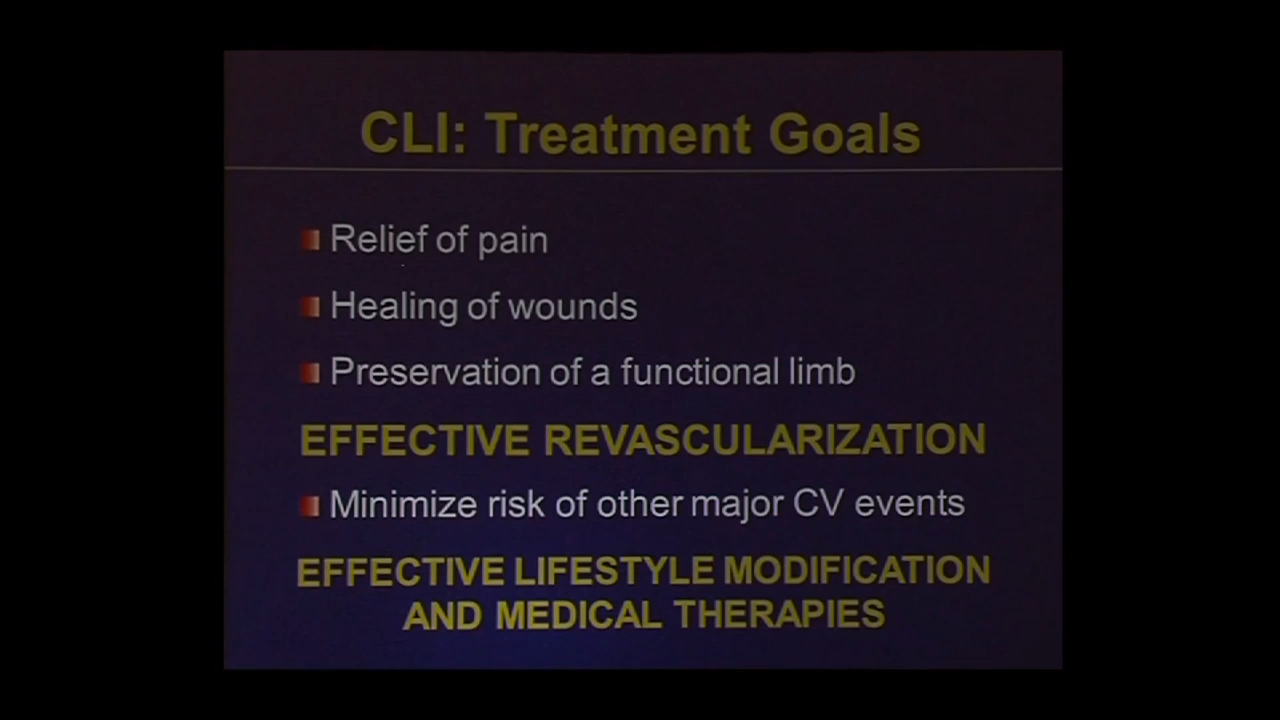 CLI: Treatment Goals
Relief of pain
Healing of wounds
Preservation of a functional limb
EFFECTIVE REVASCULARIZATION
Minimize risk of other major CV events
EFFECTIVE LIFESTYLE MODIFICATION
AND MEDICAL THERAPIES